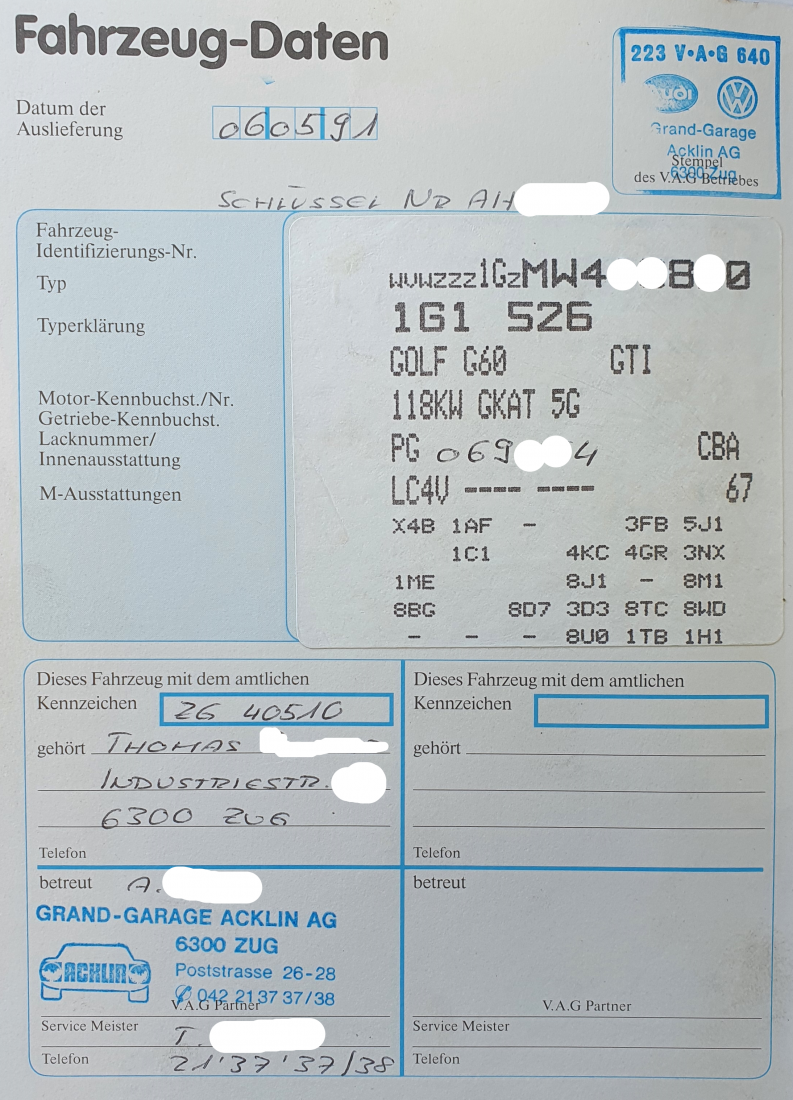 Fahrzeug-Daten
223 V•A•G 640
Audi
Grand-Garage
Acklin AG
6300 Zug
Stempel
des V.A.G Betriebes
Datum der
Auslieferung
060591
SCHLÜSSEL NR AH
Fahrzeug-
Identifizierungs-Nr.
WVWZZZ1GZMW4 8 0
Typ
1G1 526
Typerklärung
GOLF G60 GTI
118KW GKAT 5G
Motor-Kennbuchst./Nr.
Getriebe-Kennbuchst.
PG 069 4 CBA
Lacknummer/
Innenausstattung
LC4V ---- ---- 67
M-Ausstattungen
X4B 1AF - 3FB 5J1
1C1 4KC 4GR 3NX
1ME 8J1 - 8M1
8BG 8D7 3D3 8TC 8WD
- - - 8U0 1TB 1H1
Dieses Fahrzeug mit dem amtlichen
Kennzeichen ZG 40510
gehört THOMAS
INDUSTRIESTR.
6300 ZUG
Telefon
betreut A.
GRAND-GARAGE ACKLIN AG
6300 ZUG
ACKLIN
Poststrasse 26-28
042 21 37 37/38
V.A.G Partner
Service Meister T.
Telefon 21'37'37/38
Dieses Fahrzeug mit dem amtlichen
Kennzeichen
gehört
Telefon
betreut
V.A.G Partner
Service Meister
Telefon